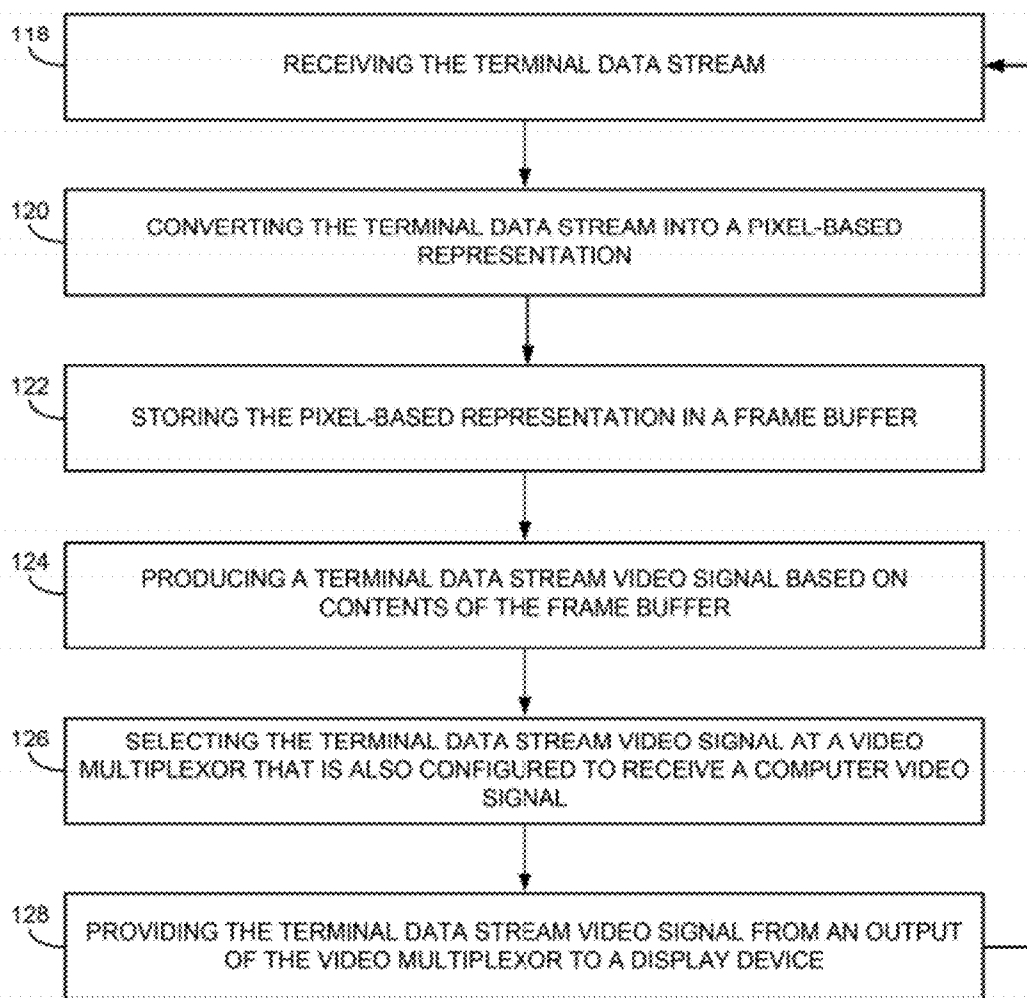 118
RECEIVING THE TERMINAL DATA STREAM
120
CONVERTING THE TERMINAL DATA STREAM INTO A PIXEL-BASED
REPRESENTATION
122
STORING THE PIXEL-BASED REPRESENTATION IN A FRAME BUFFER
124
PRODUCING A TERMINAL DATA STREAM VIDEO SIGNAL BASED ON
CONTENTS OF THE FRAME BUFFER
126
SELECTING THE TERMINAL DATA STREAM VIDEO SIGNAL AT A VIDEO
MULTIPLEXOR THAT IS ALSO CONFIGURED TO RECEIVE A COMPUTER VIDEO
SIGNAL
128
PROVIDING THE TERMINAL DATA STREAM VIDEO SIGNAL FROM AN OUTPUT
OF THE VIDEO MULTIPLEXOR TO A DISPLAY DEVICE